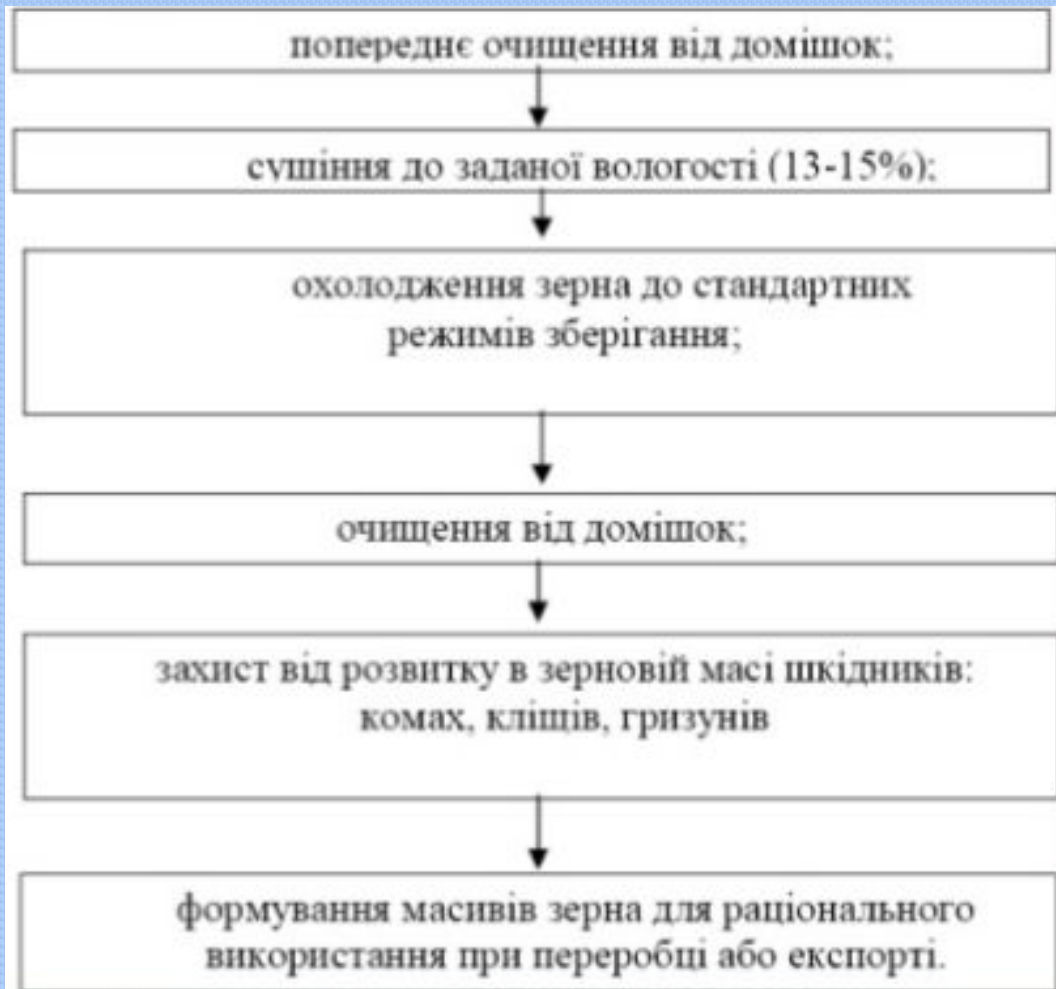 попереднє очищення від домішок;
сушіння до заданої вологості (13-15%);
охолодження зерна до стандартних
режимів зберігання;
очищення від домішок;
захист від розвитку в зерновій масі шкідників:
комах, кліщів, гризунів
формування масивів зерна для раціонального
використання при переробці або експорті.